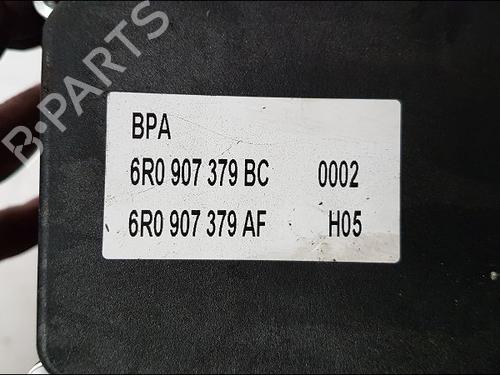 B-PARTS
BPA
6R0 907 379 BC 0002
6R0 907 379 AF H05